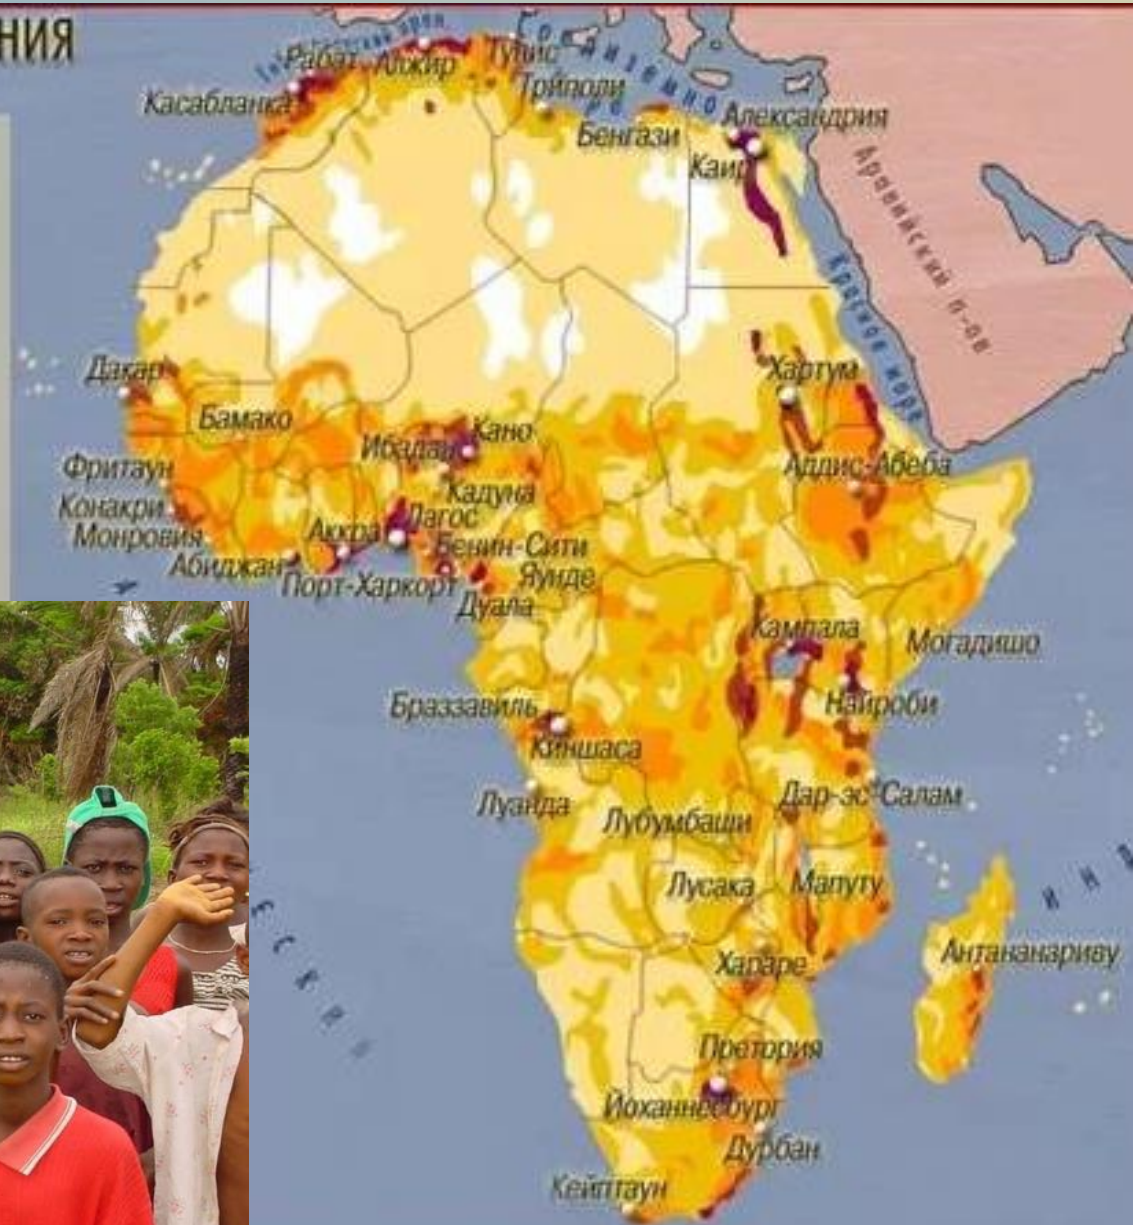 НИЯ
Рабат
Алжир
Тунис
Касабланка
Триполи
Бенгази
Александрия
Каир
Аравийский п-ов
Красное море
Дакар
Хартум
Бамако
Кано
Ибадан
Фритаун
Аддис-Абеба
Кадуна
Конакри
Лагос
Монровия
Аккра
Бенин-Сити
Абиджан
Порт-Харкорт
Яунде
Дуала
Кампала
Могадишо
Браззавиль
Найроби
Киншаса
Луанда
Дар-эс-Салам
Лубумбаши
Лусака
Мапуту
ИНД
Антананариву
ЕСКИ
Хараре
Претория
Йоханнесбург
Дурбан
Кейптаун